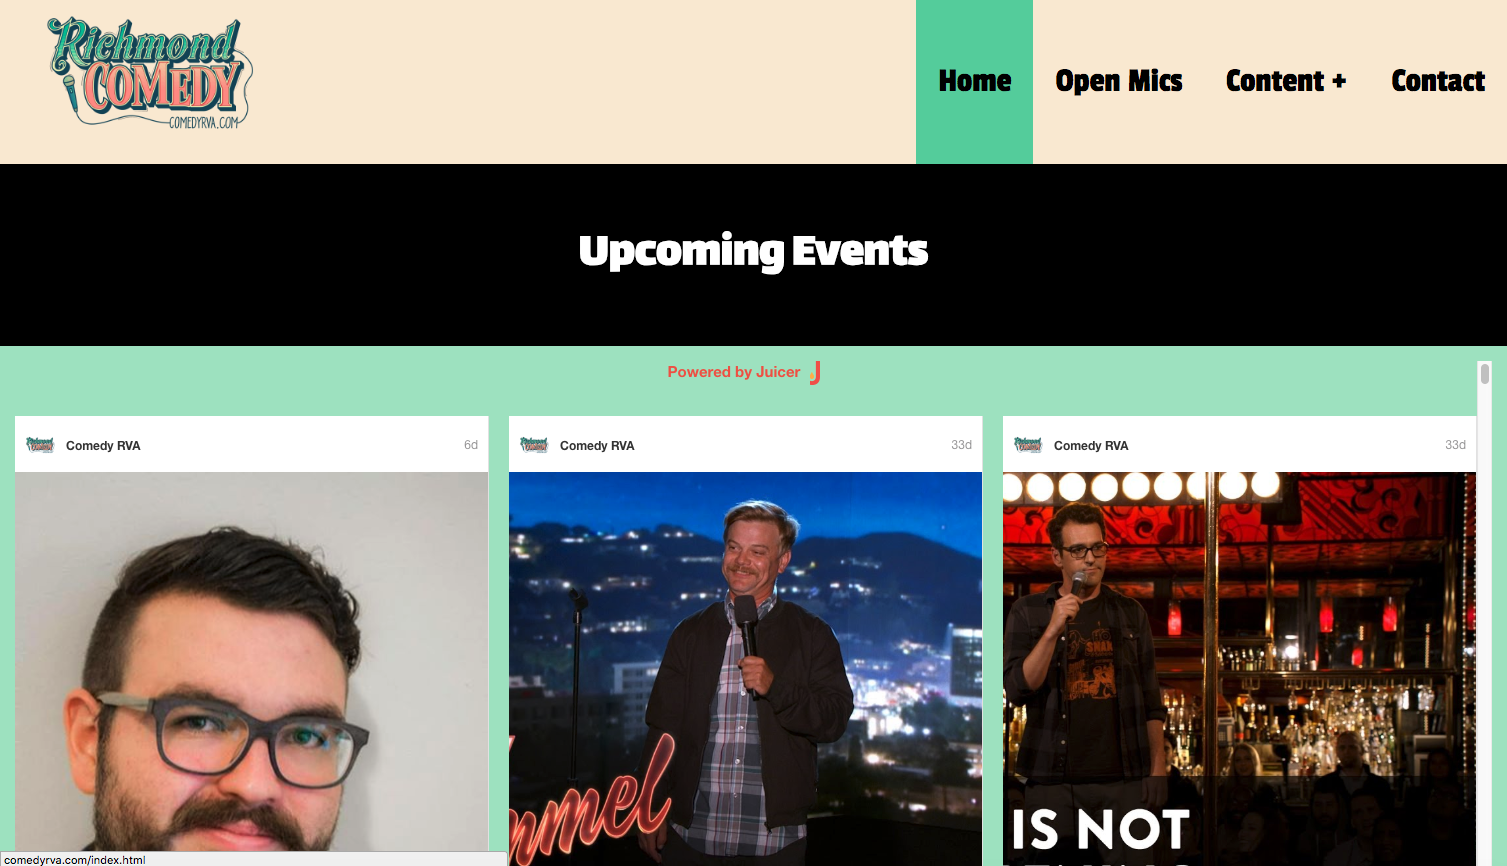 Richmond
COMEDY
COMEDYRVA.COM
Home
Open Mics
Content +
Contact
Upcoming Events
Powered by Juicer
Comedy RVA
6d
Comedy RVA
33d
Comedy RVA
33d
IS NOT
comedyrva.com/index.html